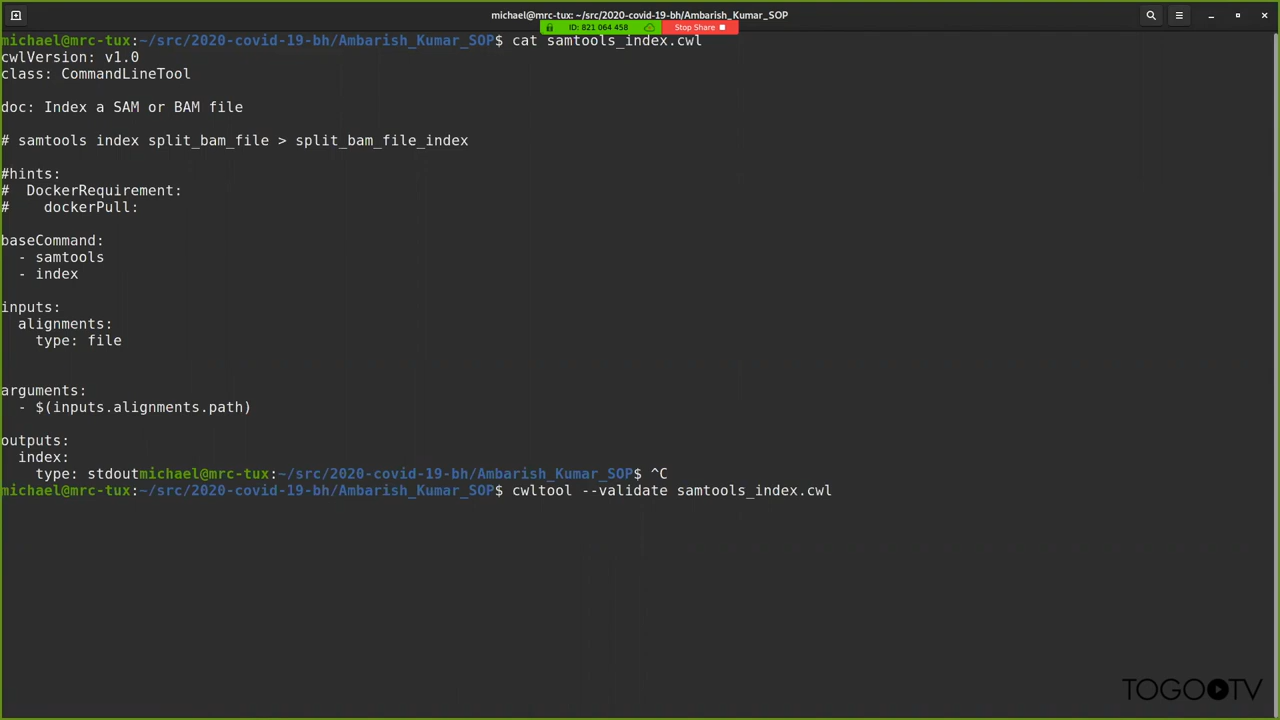 michael@mrc-tux: ~/src/2020-covid-19-bh/Ambarish_Kumar_SOP
ID: 821 064 458
Stop Share
michael@mrc-tux:~/src/2020-covid-19-bh/Ambarish_Kumar_SOP$ cat samtools_index.cwl
cwlVersion: v1.0
class: CommandLineTool
doc: Index a SAM or BAM file
# samtools index split_bam_file > split_bam_file_index
#hints:
#  DockerRequirement:
#    dockerPull:
baseCommand:
  - samtools
  - index
inputs:
  alignments:
    type: file
arguments:
  - $(inputs.alignments.path)
outputs:
  index:
    type: stdoutmichael@mrc-tux:~/src/2020-covid-19-bh/Ambarish_Kumar_SOP$ ^C
michael@mrc-tux:~/src/2020-covid-19-bh/Ambarish_Kumar_SOP$ cwltool --validate samtools_index.cwl
TOGOTV